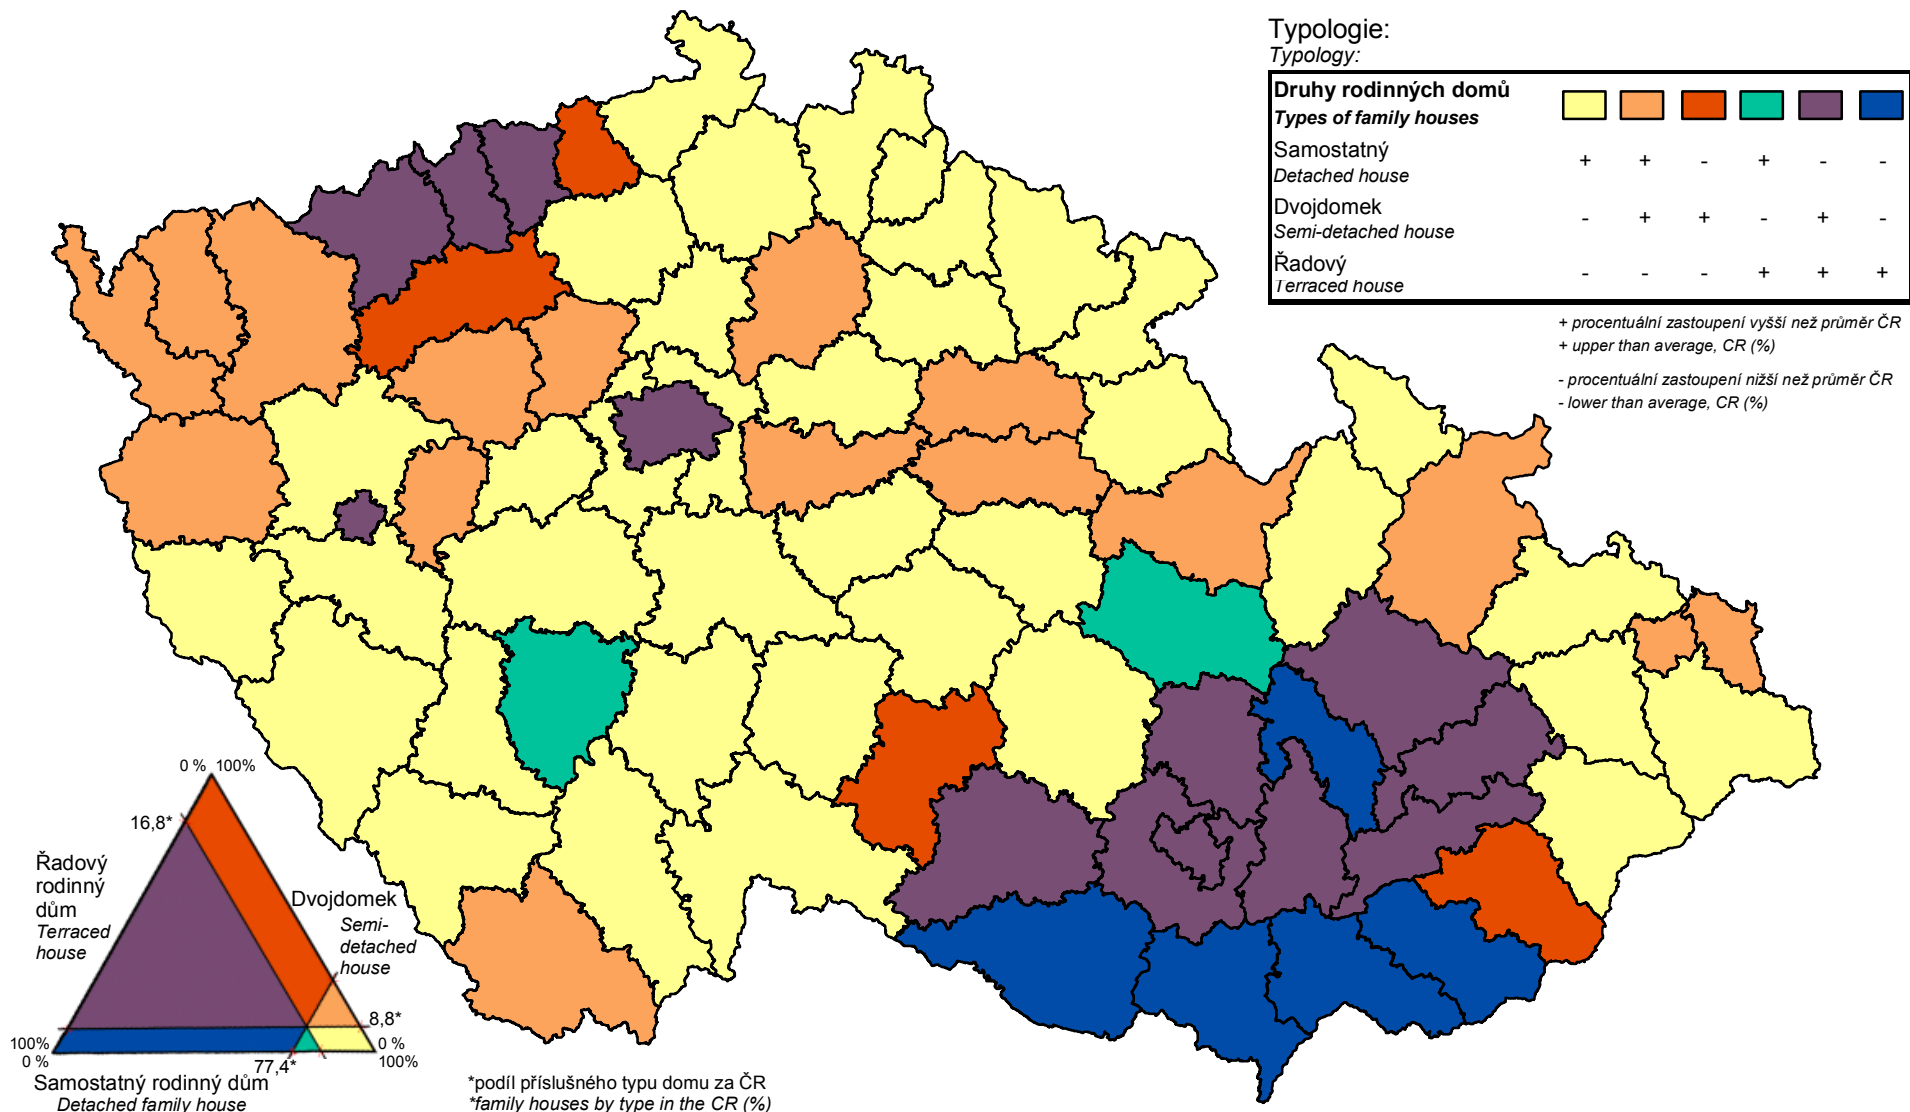 Typologie:
Typology:
Druhy rodinných domů
Types of family houses
Samostatný + + - + - -
Detached house
Dvojdomek - + + - + -
Semi-detached house
Řadový - - - + + +
Terraced house
+ procentuální zastoupení vyšší než průměr ČR
+ upper than average, CR (%)
- procentuální zastoupení nižší než průměr ČR
- lower than average, CR (%)
0 % 100%
16,8*
Řadový
rodinný
dům
Terraced
house
Dvojdomek
Semi-
detached
house
8,8*
100% 0 %
0 % 100%
77,4*
Samostatný rodinný dům
Detached family house
*podíl příslušného typu domu za ČR
*family houses by type in the CR (%)